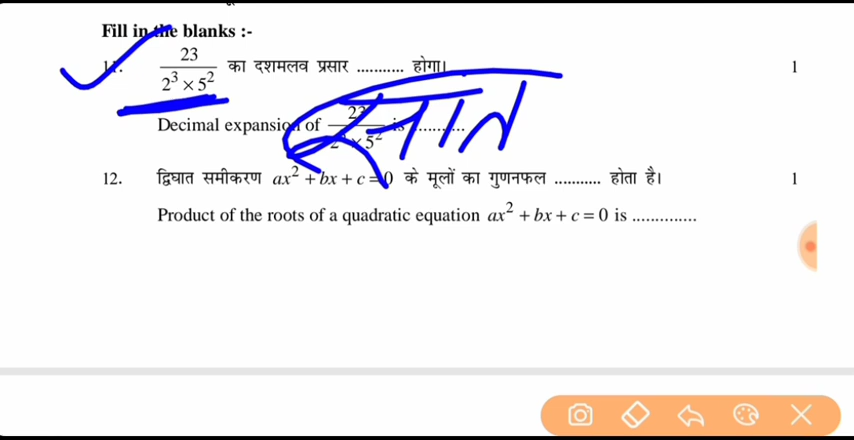 Fill in the blanks :-
11. 23 / 2³ × 5² का दशमलव प्रसार ........... होगा। 1
Decimal expansion of 23 / 2³ × 5² is ...........
12. द्विघात समीकरण ax² + bx + c = 0 के मूलों का गुणनफल ........... होता है। 1
Product of the roots of a quadratic equation ax² + bx + c = 0 is ..............